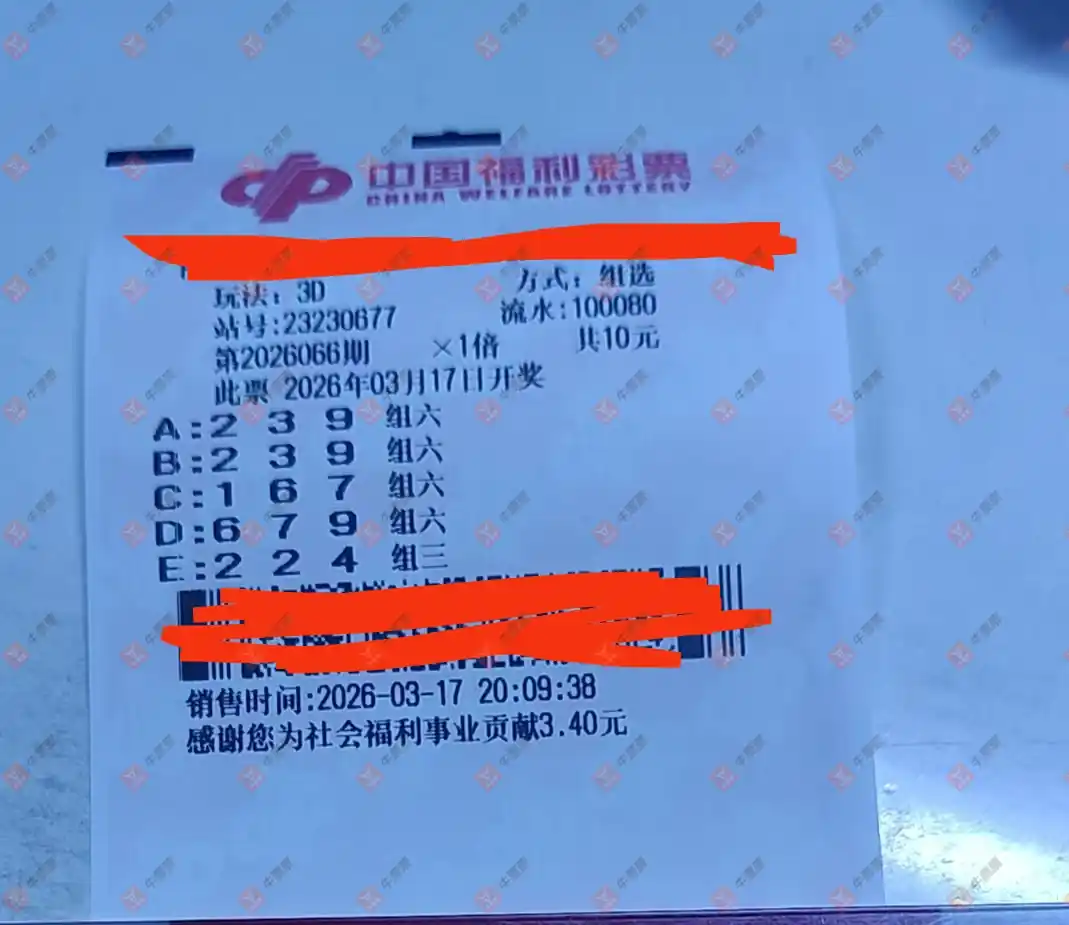 中国福利彩票
CHINA WELFARE LOTTERY
玩法：3D 方式：组选
站号:23230677 流水:100080
第2026066期 ×1倍 共10元
此票 2026年03月17日开奖
A:2 3 9 组六
B:2 3 9 组六
C:1 6 7 组六
D:6 7 9 组六
E:2 2 4 组三
销售时间:2026-03-17 20:09:38
感谢您为社会福利事业贡献3.40元